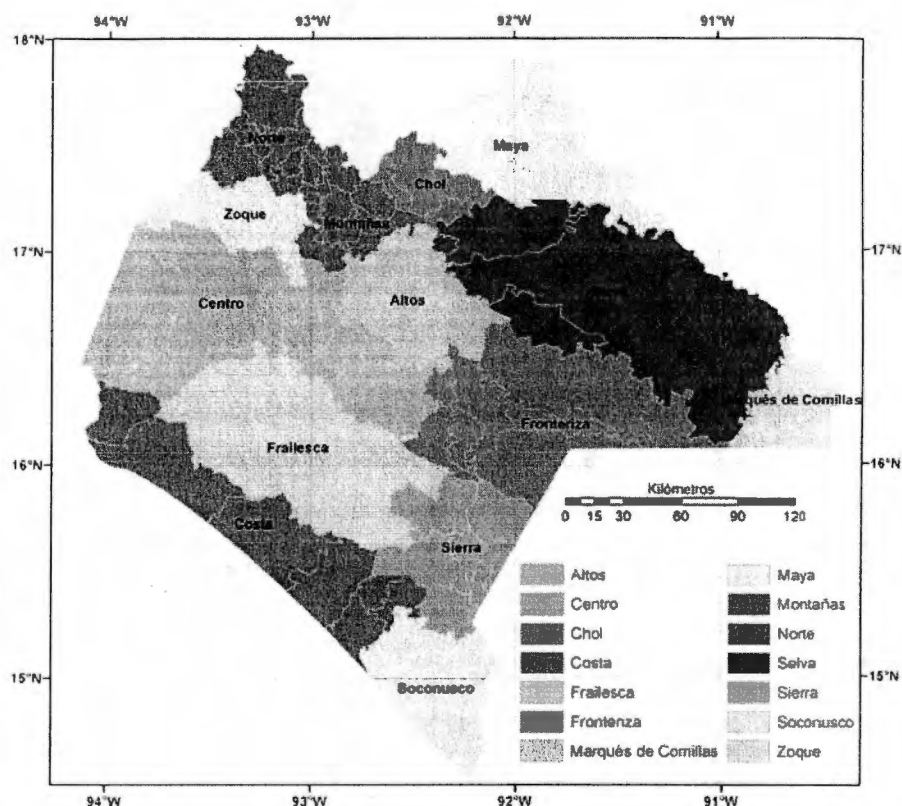 94°W 93°W 92°W 91°W
18°N
Norte
Maya
Chol
Zoque
Montañas
17°N 17°N
Centro
Altos
Marqués de Comillas
Fronteriza
Frailesca
16°N 16°N
Kilómetros
0 15 30 60 90 120
Costa
Sierra
Altos Maya
Centro Montañas
Chol Norte
15°N 15°N
Costa Selva
Soconusco
Frailesca Sierra
Fronteriza Soconusco
Marqués de Comillas Zoque
94°W 93°W 92°W 91°W